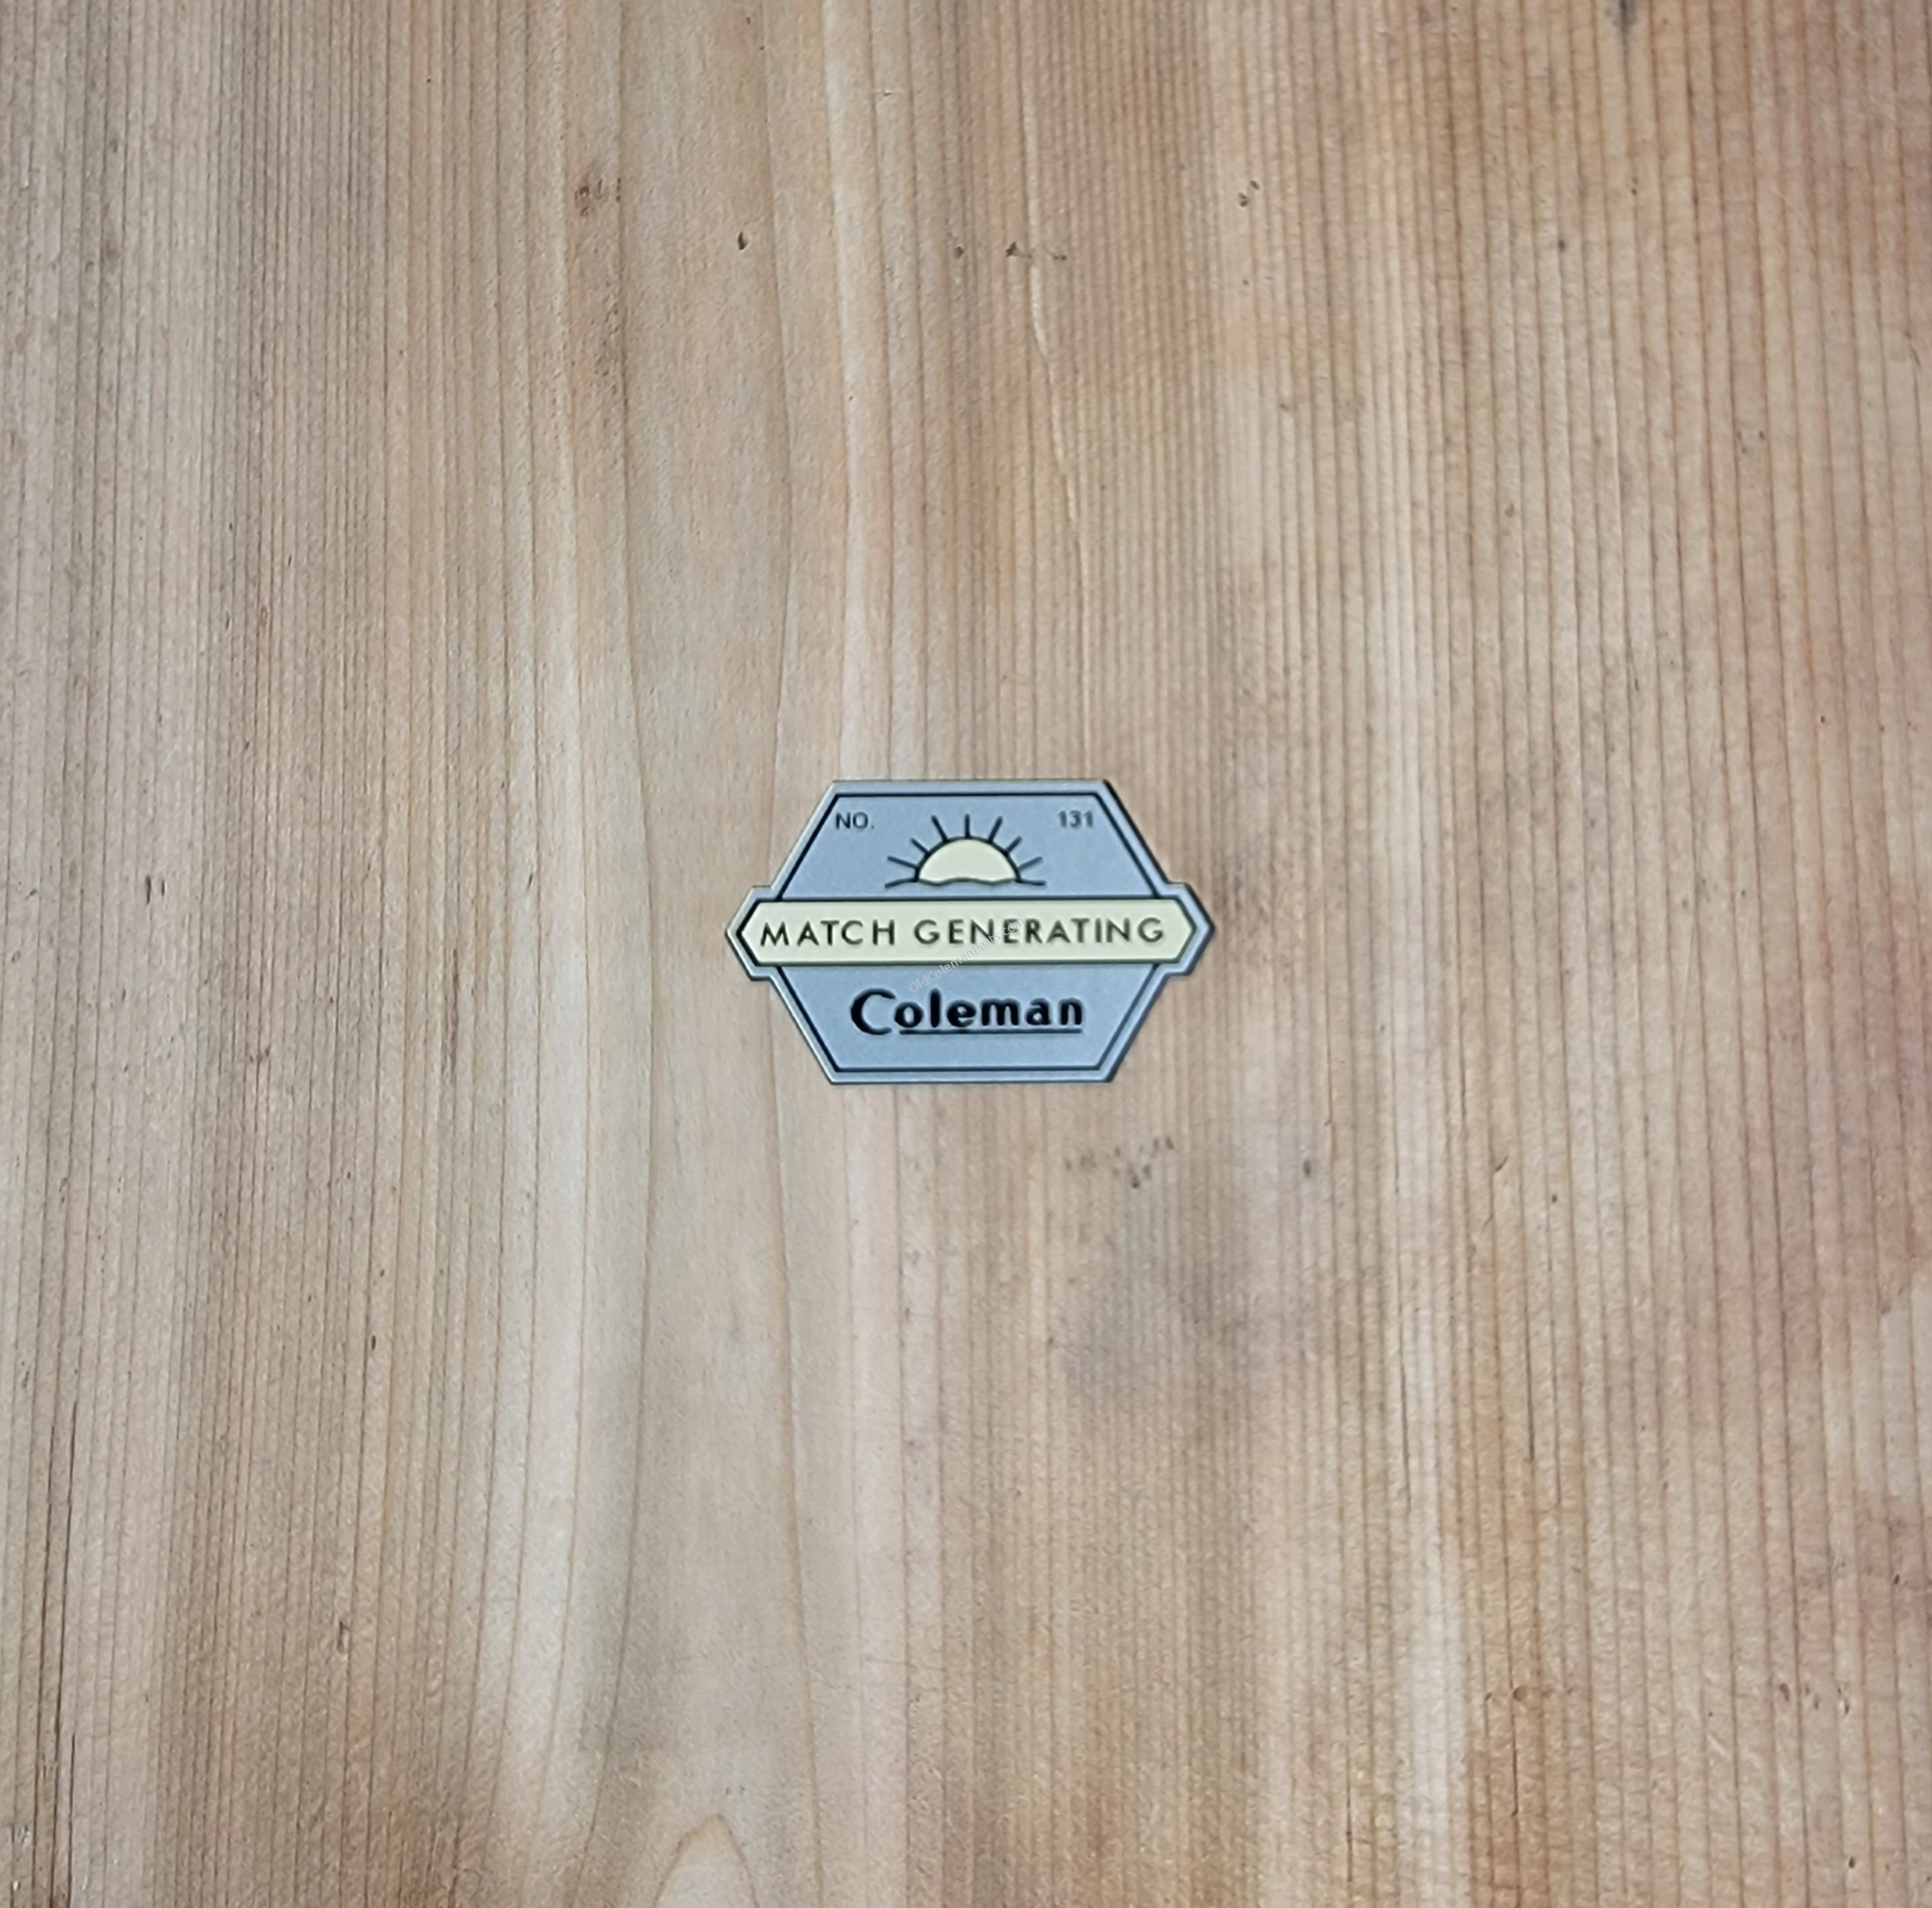 NO. 131
MATCH GENERATING
Coleman